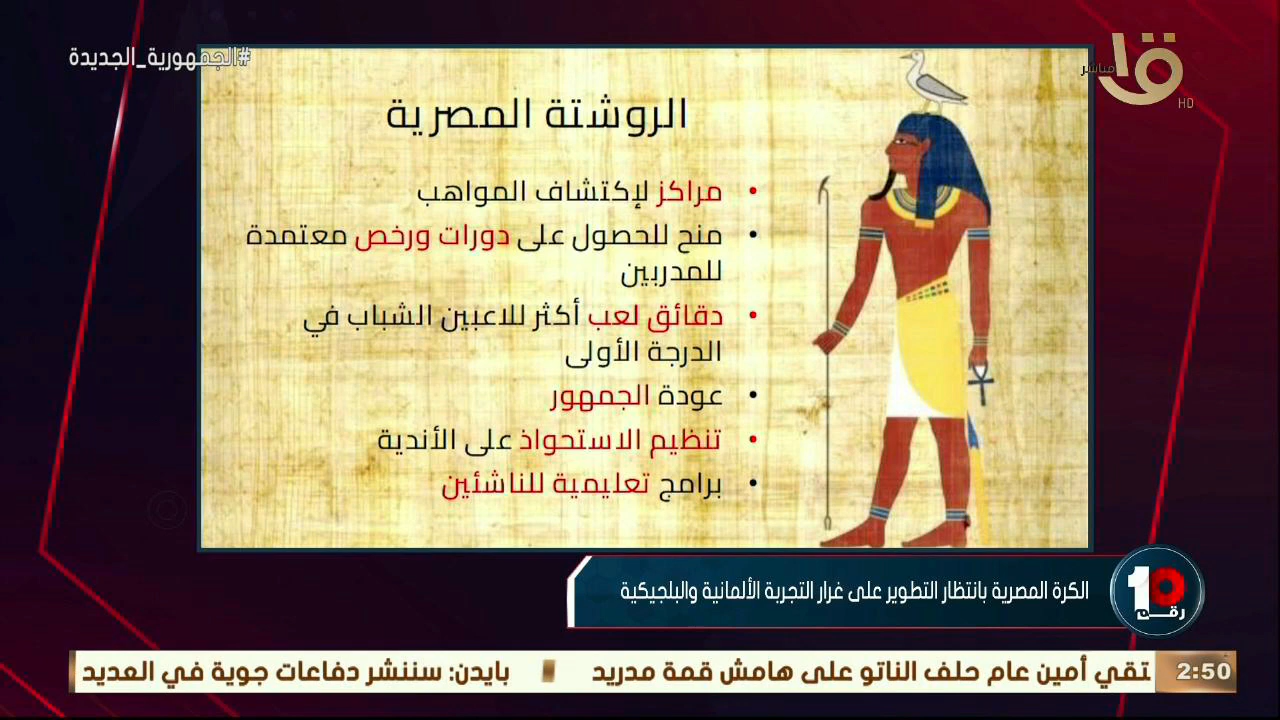 #الجمهورية_الجديدة
مباشر
HD
الروشتة المصرية
• مراكز لإكتشاف المواهب
• منح للحصول على دورات ورخص معتمدة
للمدربين
• دقائق لعب أكثر للاعبين الشباب في
الدرجة الأولى
• عودة الجمهور
• تنظيم الاستحواذ على الأندية
• برامج تعليمية للناشئين
الكرة المصرية بانتظار التطوير على غرار التجربة الألمانية والبلجيكية
رقم 10
2:50 تقي أمين عام حلف الناتو على هامش قمة مدريد بايدن: سننشر دفاعات جوية في العديد